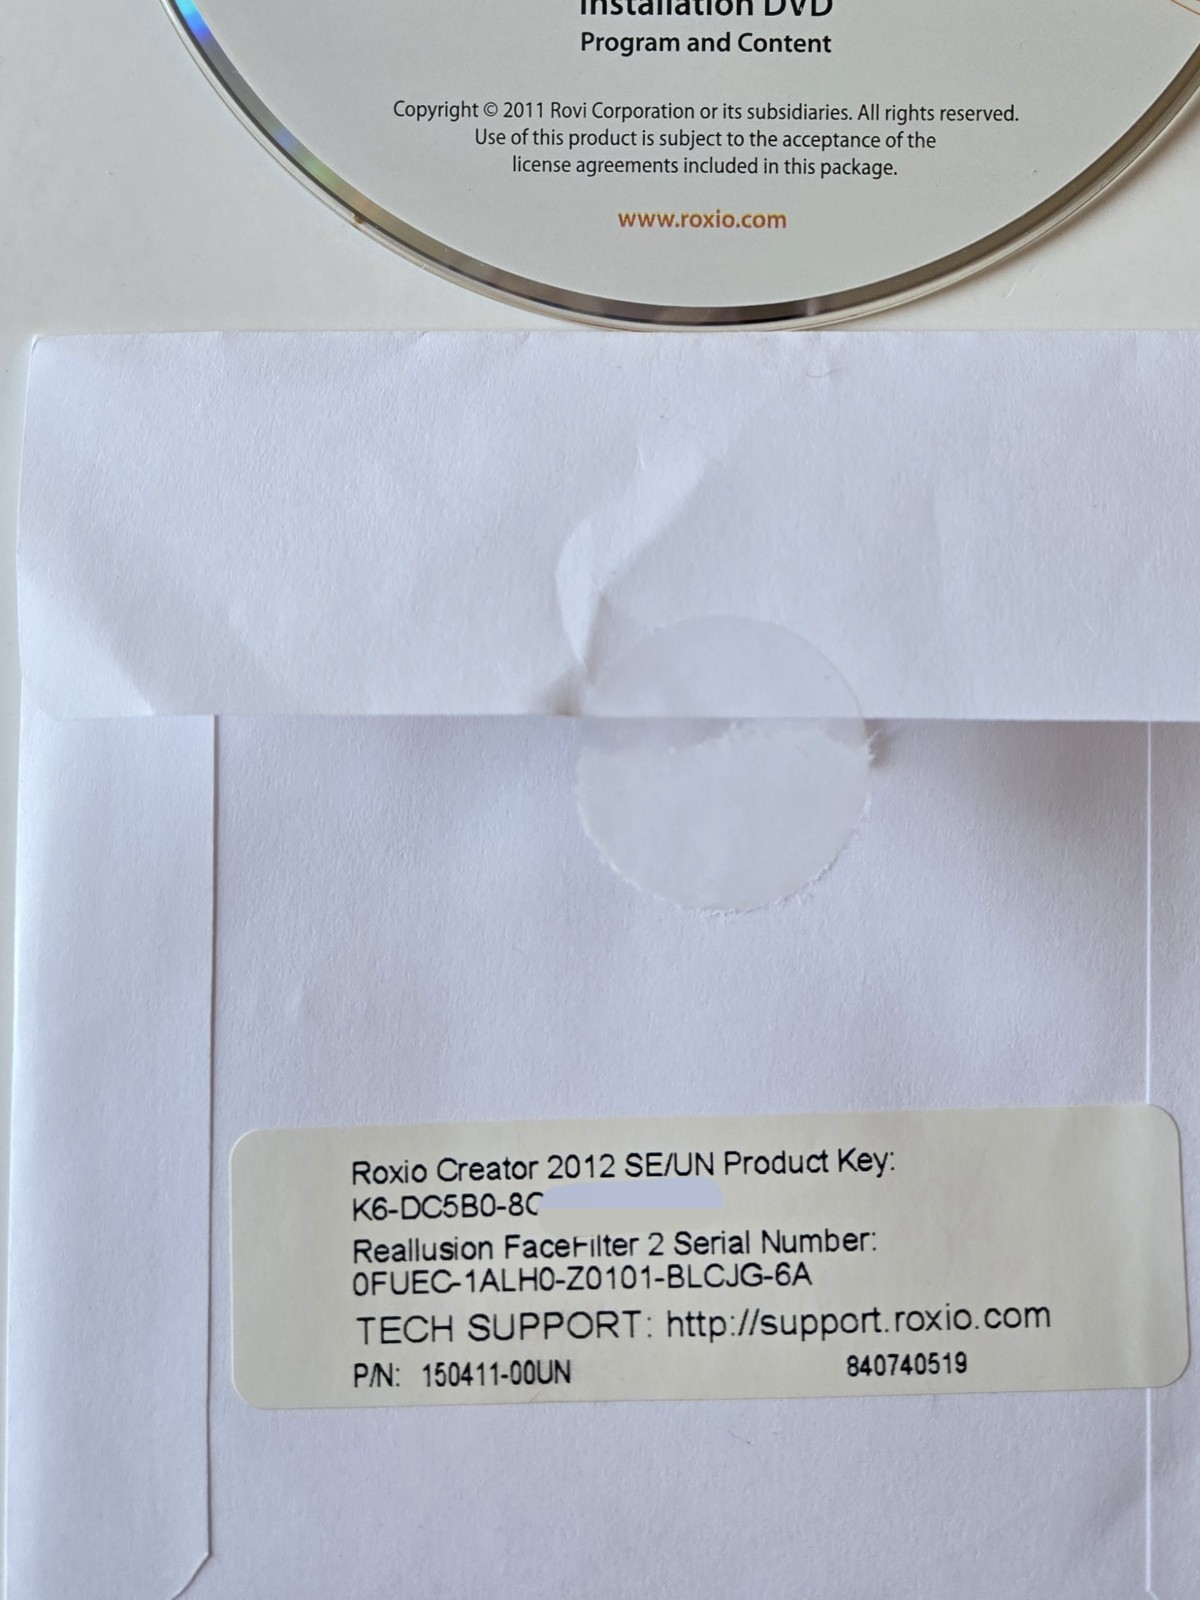 Installation DVD
Program and Content
Copyright © 2011 Rovi Corporation or its subsidiaries. All rights reserved.
Use of this product is subject to the acceptance of the
license agreements included in this package.
www.roxio.com
Roxio Creator 2012 SE/UN Product Key:
K6-DC5B0-8C
Reallusion FaceFilter 2 Serial Number:
0FUEC-1ALH0-Z0101-BLCJG-6A
TECH SUPPORT: http://support.roxio.com
P/N: 150411-00UN 840740519